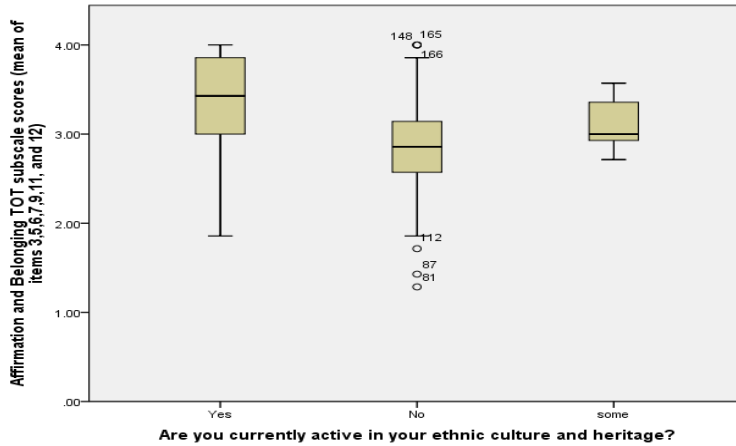 Affirmation and Belonging TOT subscale scores (mean of
items 3,5,6,7,9,11, and 12)
4.00
3.00
2.00
1.00
.00
148
165
166
112
87
81
Yes
No
some
Are you currently active in your ethnic culture and heritage?